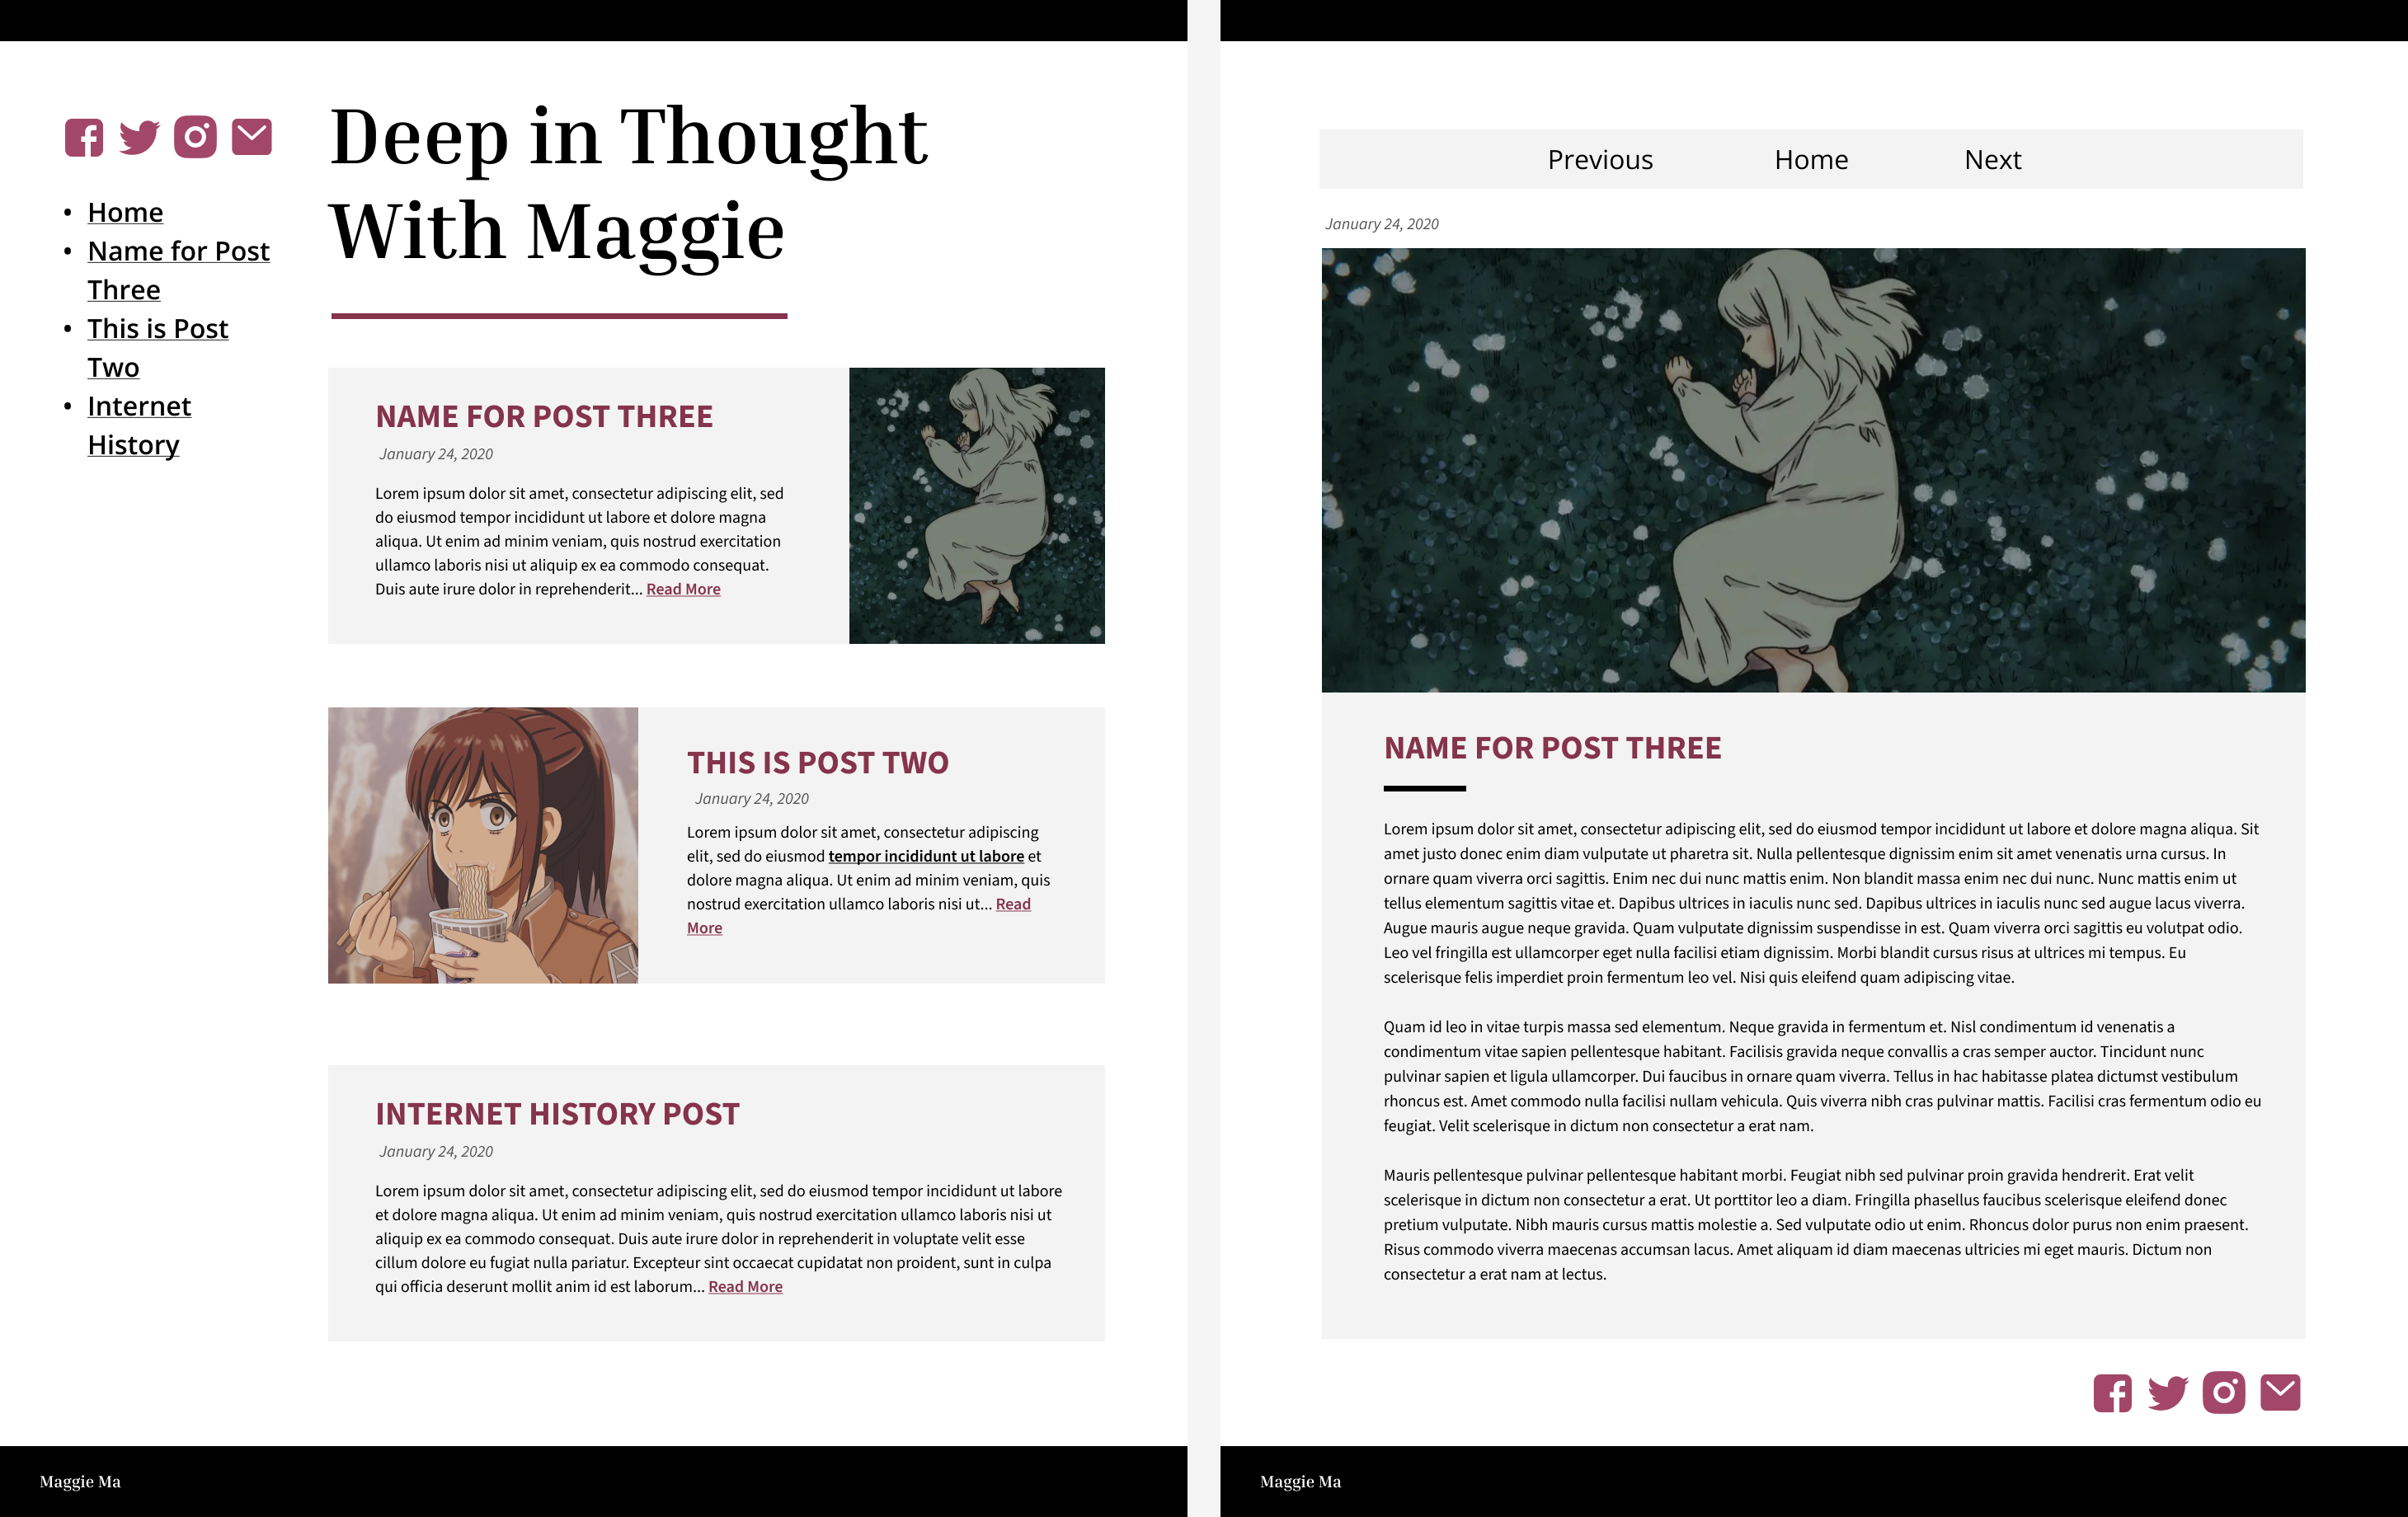 Deep in Thought
With Maggie
• Home
• Name for Post
Three
• This is Post
Two
• Internet
History
NAME FOR POST THREE
January 24, 2020
Lorem ipsum dolor sit amet, consectetur adipiscing elit, sed
do eiusmod tempor incididunt ut labore et dolore magna
aliqua. Ut enim ad minim veniam, quis nostrud exercitation
ullamco laboris nisi ut aliquip ex ea commodo consequat.
Duis aute irure dolor in reprehenderit... Read More
THIS IS POST TWO
January 24, 2020
Lorem ipsum dolor sit amet, consectetur adipiscing
elit, sed do eiusmod tempor incididunt ut labore et
dolore magna aliqua. Ut enim ad minim veniam, quis
nostrud exercitation ullamco laboris nisi ut... Read
More
INTERNET HISTORY POST
January 24, 2020
Lorem ipsum dolor sit amet, consectetur adipiscing elit, sed do eiusmod tempor incididunt ut labore
et dolore magna aliqua. Ut enim ad minim veniam, quis nostrud exercitation ullamco laboris nisi ut
aliquip ex ea commodo consequat. Duis aute irure dolor in reprehenderit in voluptate velit esse
cillum dolore eu fugiat nulla pariatur. Excepteur sint occaecat cupidatat non proident, sunt in culpa
qui officia deserunt mollit anim id est laborum... Read More
Maggie Ma
Previous Home Next
January 24, 2020
NAME FOR POST THREE
Lorem ipsum dolor sit amet, consectetur adipiscing elit, sed do eiusmod tempor incididunt ut labore et dolore magna aliqua. Sit
amet justo donec enim diam vulputate ut pharetra sit. Nulla pellentesque dignissim enim sit amet venenatis urna cursus. In
ornare quam viverra orci sagittis. Enim nec dui nunc mattis enim. Non blandit massa enim nec dui nunc. Nunc mattis enim ut
tellus elementum sagittis vitae et. Dapibus ultrices in iaculis nunc sed. Dapibus ultrices in iaculis nunc sed augue lacus viverra.
Augue mauris augue neque gravida. Quam vulputate dignissim suspendisse in est. Quam viverra orci sagittis eu volutpat odio.
Leo vel fringilla est ullamcorper eget nulla facilisi etiam dignissim. Morbi blandit cursus risus at ultrices mi tempus. Eu
scelerisque felis imperdiet proin fermentum leo vel. Nisi quis eleifend quam adipiscing vitae.
Quam id leo in vitae turpis massa sed elementum. Neque gravida in fermentum et. Nisl condimentum id venenatis a
condimentum vitae sapien pellentesque habitant. Facilisis gravida neque convallis a cras semper auctor. Tincidunt nunc
pulvinar sapien et ligula ullamcorper. Dui faucibus in ornare quam viverra. Tellus in hac habitasse platea dictumst vestibulum
rhoncus est. Amet commodo nulla facilisi nullam vehicula. Quis viverra nibh cras pulvinar mattis. Facilisi cras fermentum odio eu
feugiat. Velit scelerisque in dictum non consectetur a erat nam.
Mauris pellentesque pulvinar pellentesque habitant morbi. Feugiat nibh sed pulvinar proin gravida hendrerit. Erat velit
scelerisque in dictum non consectetur a erat. Ut porttitor leo a diam. Fringilla phasellus faucibus scelerisque eleifend donec
pretium vulputate. Nibh mauris cursus mattis molestie a. Sed vulputate odio ut enim. Rhoncus dolor purus non enim praesent.
Risus commodo viverra maecenas accumsan lacus. Amet aliquam id diam maecenas ultricies mi eget mauris. Dictum non
consectetur a erat nam at lectus.
Maggie Ma